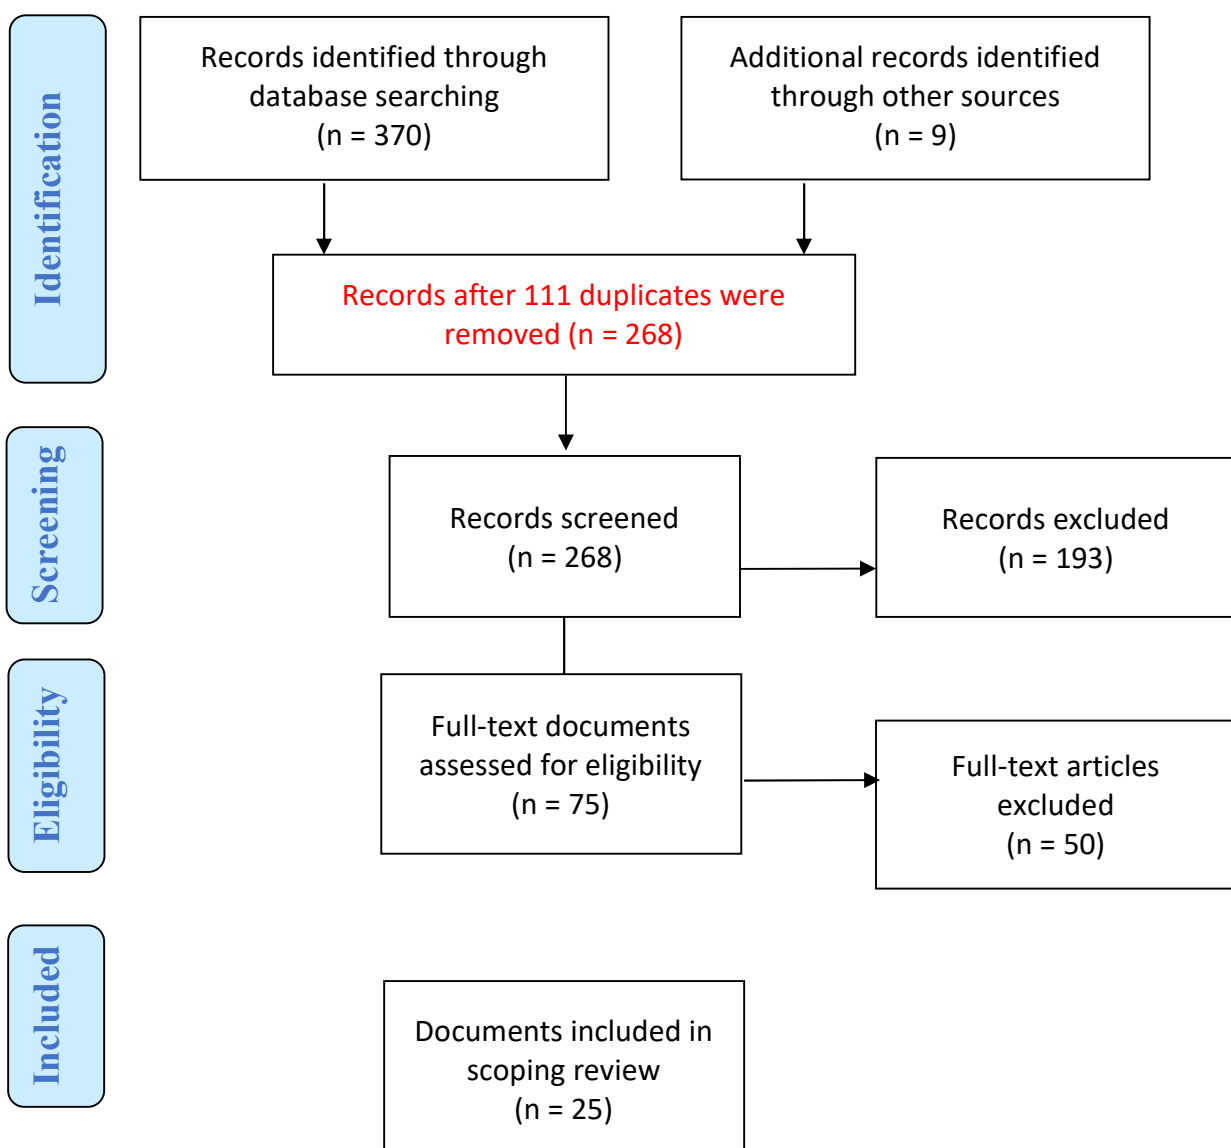 Identification
Records identified through
database searching
(n = 370)
Additional records identified
through other sources
(n = 9)
Records after 111 duplicates were
removed (n = 268)
Screening
Records screened
(n = 268)
Records excluded
(n = 193)
Eligibility
Full-text documents
assessed for eligibility
(n = 75)
Full-text articles
excluded
(n = 50)
Included
Documents included in
scoping review
(n = 25)